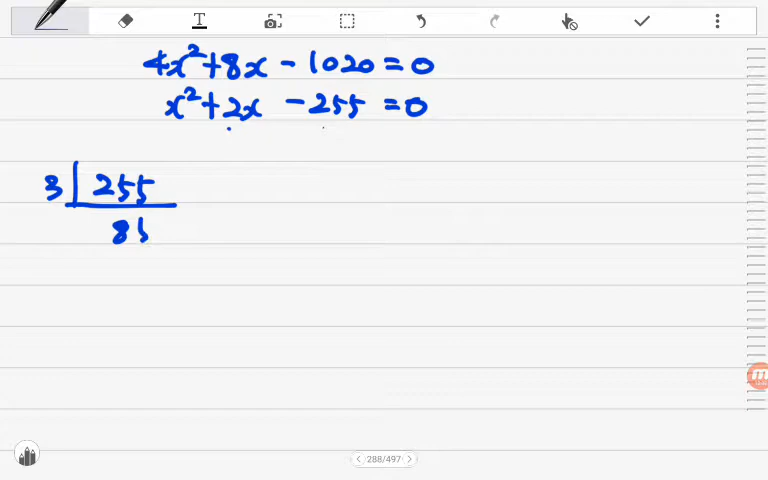 T
4x²+8x - 1020 = 0
x²+2x - 255 = 0
3 | 255
85
288/497